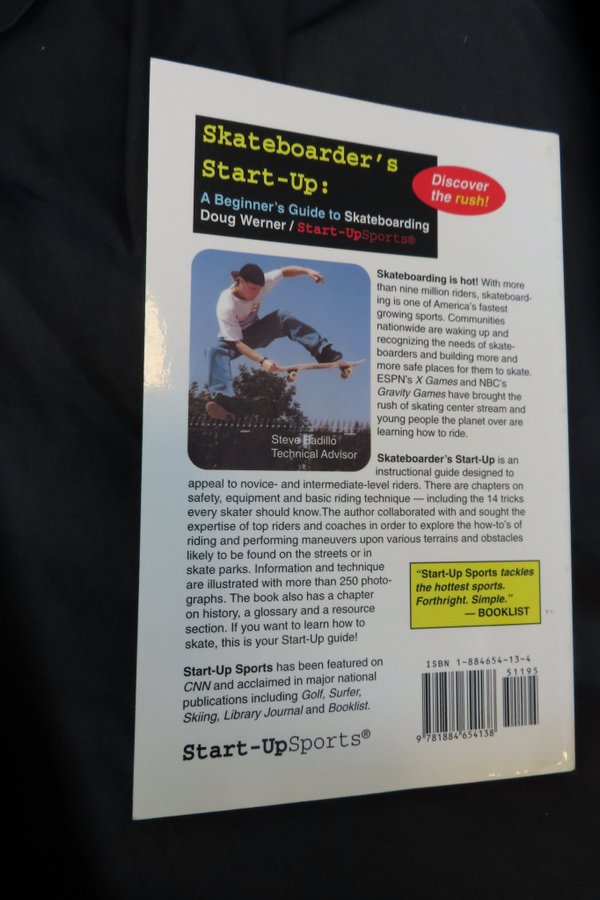 Skateboarder's
Start-Up:
A Beginner's Guide to Skateboarding
Doug Werner / Start-UpSports®
Discover
the rush!
Skateboarding is hot! With more
than nine million riders, skateboard-
ing is one of America's fastest
growing sports. Communities
nationwide are waking up and
recognizing the needs of skate-
boarders and building more and
more safe places for them to skate.
ESPN's X Games and NBC's
Gravity Games have brought the
rush of skating center stream and
young people the planet over are
learning how to ride.
Steve Badillo
Technical Advisor
Skateboarder's Start-Up is an
instructional guide designed to
appeal to novice- and intermediate-level riders. There are chapters on
safety, equipment and basic riding technique — including the 14 tricks
every skater should know.The author collaborated with and sought the
expertise of top riders and coaches in order to explore the how-to's of
riding and performing maneuvers upon various terrains and obstacles
likely to be found on the streets or in
skate parks. Information and technique
are illustrated with more than 250 photo-
graphs. The book also has a chapter
on history, a glossary and a resource
section. If you want to learn how to
skate, this is your Start-Up guide!
"Start-Up Sports tackles
the hottest sports.
Forthright. Simple."
— BOOKLIST
Start-Up Sports has been featured on
CNN and acclaimed in major national
publications including Golf, Surfer,
Skiing, Library Journal and Booklist.
Start-UpSports®
ISBN 1-884654-13-4
51195
9 781884 654138